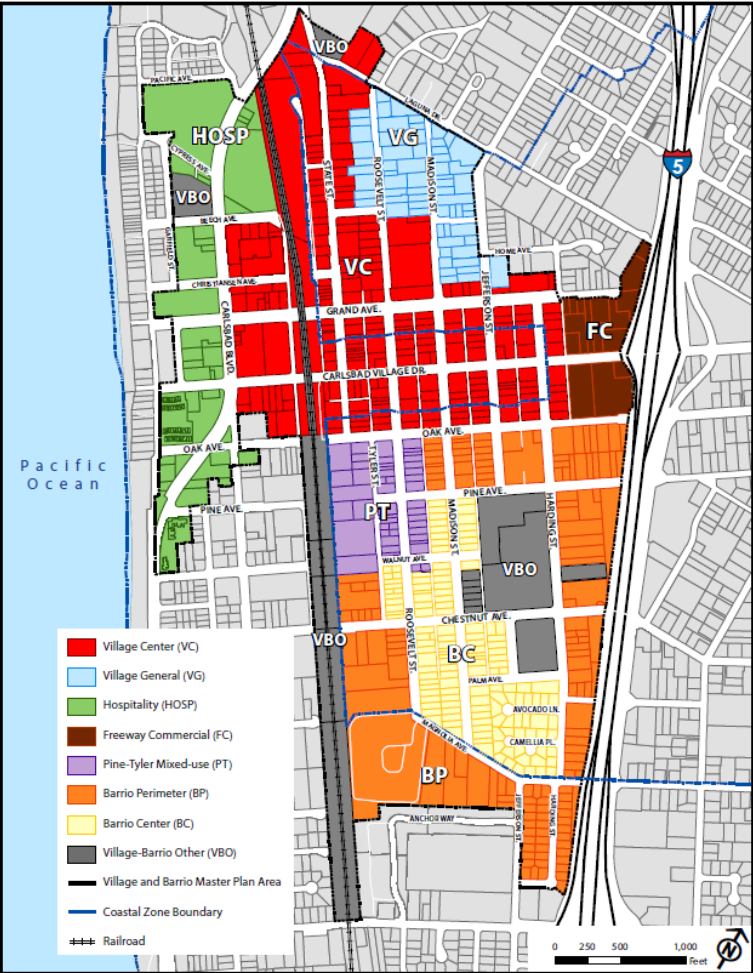 VBO
PACIFIC AVE.
LAGUNA DR.
HOSP
VG
CYPRESS AVE.
STATE ST.
ROOSEVELT ST.
MADISON ST.
5
VBO
BEECH AVE.
GARFIELD ST.
HOME AVE.
VC
CHRISTIANSEN AVE.
JEFFERSON ST.
CARLSBAD BLVD.
GRAND AVE.
FC
CARLSBAD VILLAGE DR.
OAK AVE.
OAK AVE.
TYLER ST.
Pacific
Ocean
PINE AVE.
PINE AVE.
MADISON ST.
HARDING ST.
PT
WALNUT AVE.
VBO
ROOSEVELT ST.
CHESTNUT AVE.
VBO
BC
PALM AVE.
AVOCADO LN.
MAGNOLIA AVE.
CAMELLIA PL.
BP
JEFFERSON ST.
HARDING ST.
ANCHOR WAY
Village Center (VC)
Village General (VG)
Hospitality (HOSP)
Freeway Commercial (FC)
Pine-Tyler Mixed-use (PT)
Barrio Perimeter (BP)
Barrio Center (BC)
Village-Barrio Other (VBO)
Village and Barrio Master Plan Area
Coastal Zone Boundary
Railroad
0 250 500 1,000
Feet
N